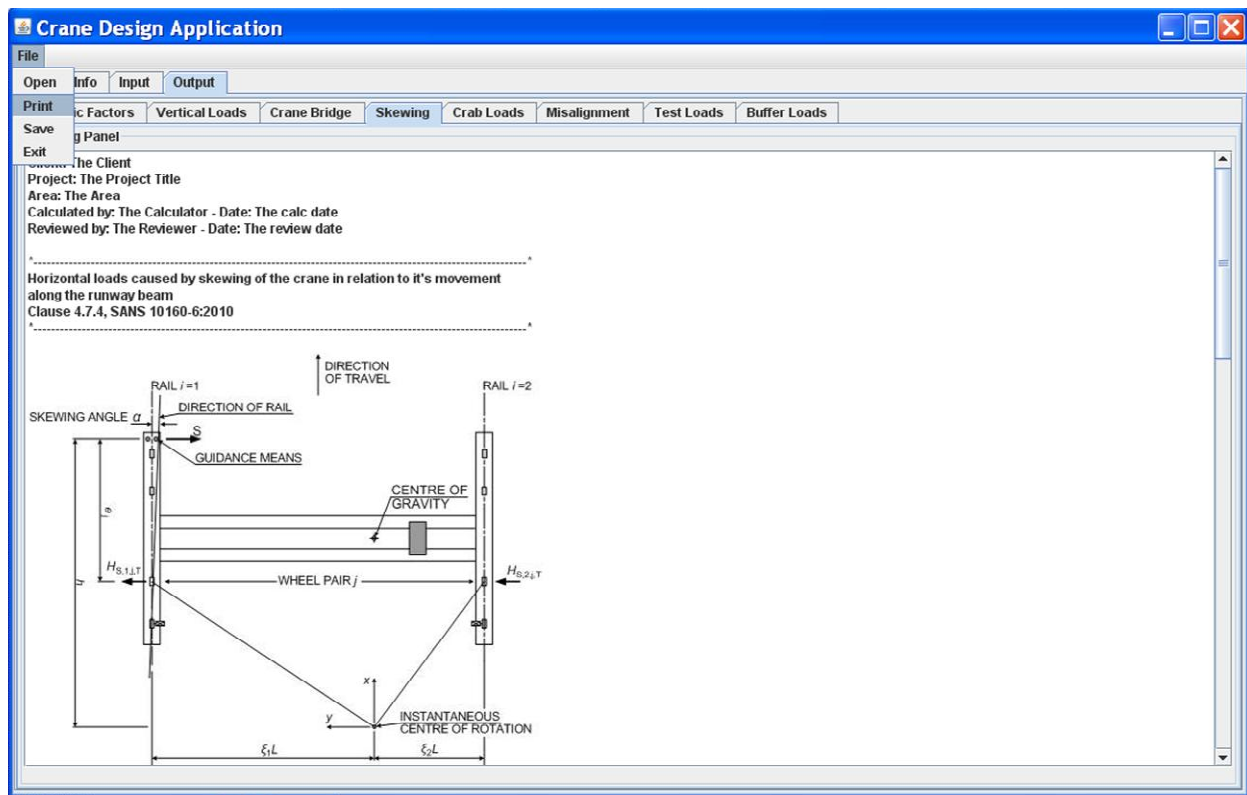 Crane Design Application
File
Open
Print
Save
Exit
Info Input Output
ic Factors Vertical Loads Crane Bridge Skewing Crab Loads Misalignment Test Loads Buffer Loads
g Panel
Client: The Client
Project: The Project Title
Area: The Area
Calculated by: The Calculator - Date: The calc date
Reviewed by: The Reviewer - Date: The review date
*---------------------------------------------------------------------------------------------------------------*
Horizontal loads caused by skewing of the crane in relation to it's movement
along the runway beam
Clause 4.7.4, SANS 10160-6:2010
*---------------------------------------------------------------------------------------------------------------*
DIRECTION
OF TRAVEL
RAIL i =1
RAIL i =2
SKEWING ANGLE α
DIRECTION OF RAIL
S
GUIDANCE MEANS
CENTRE OF
GRAVITY
h
H S,1,j,T
WHEEL PAIR j
H S,2,j,T
x
y
INSTANTANEOUS
CENTRE OF ROTATION
ξ1L
ξ2L